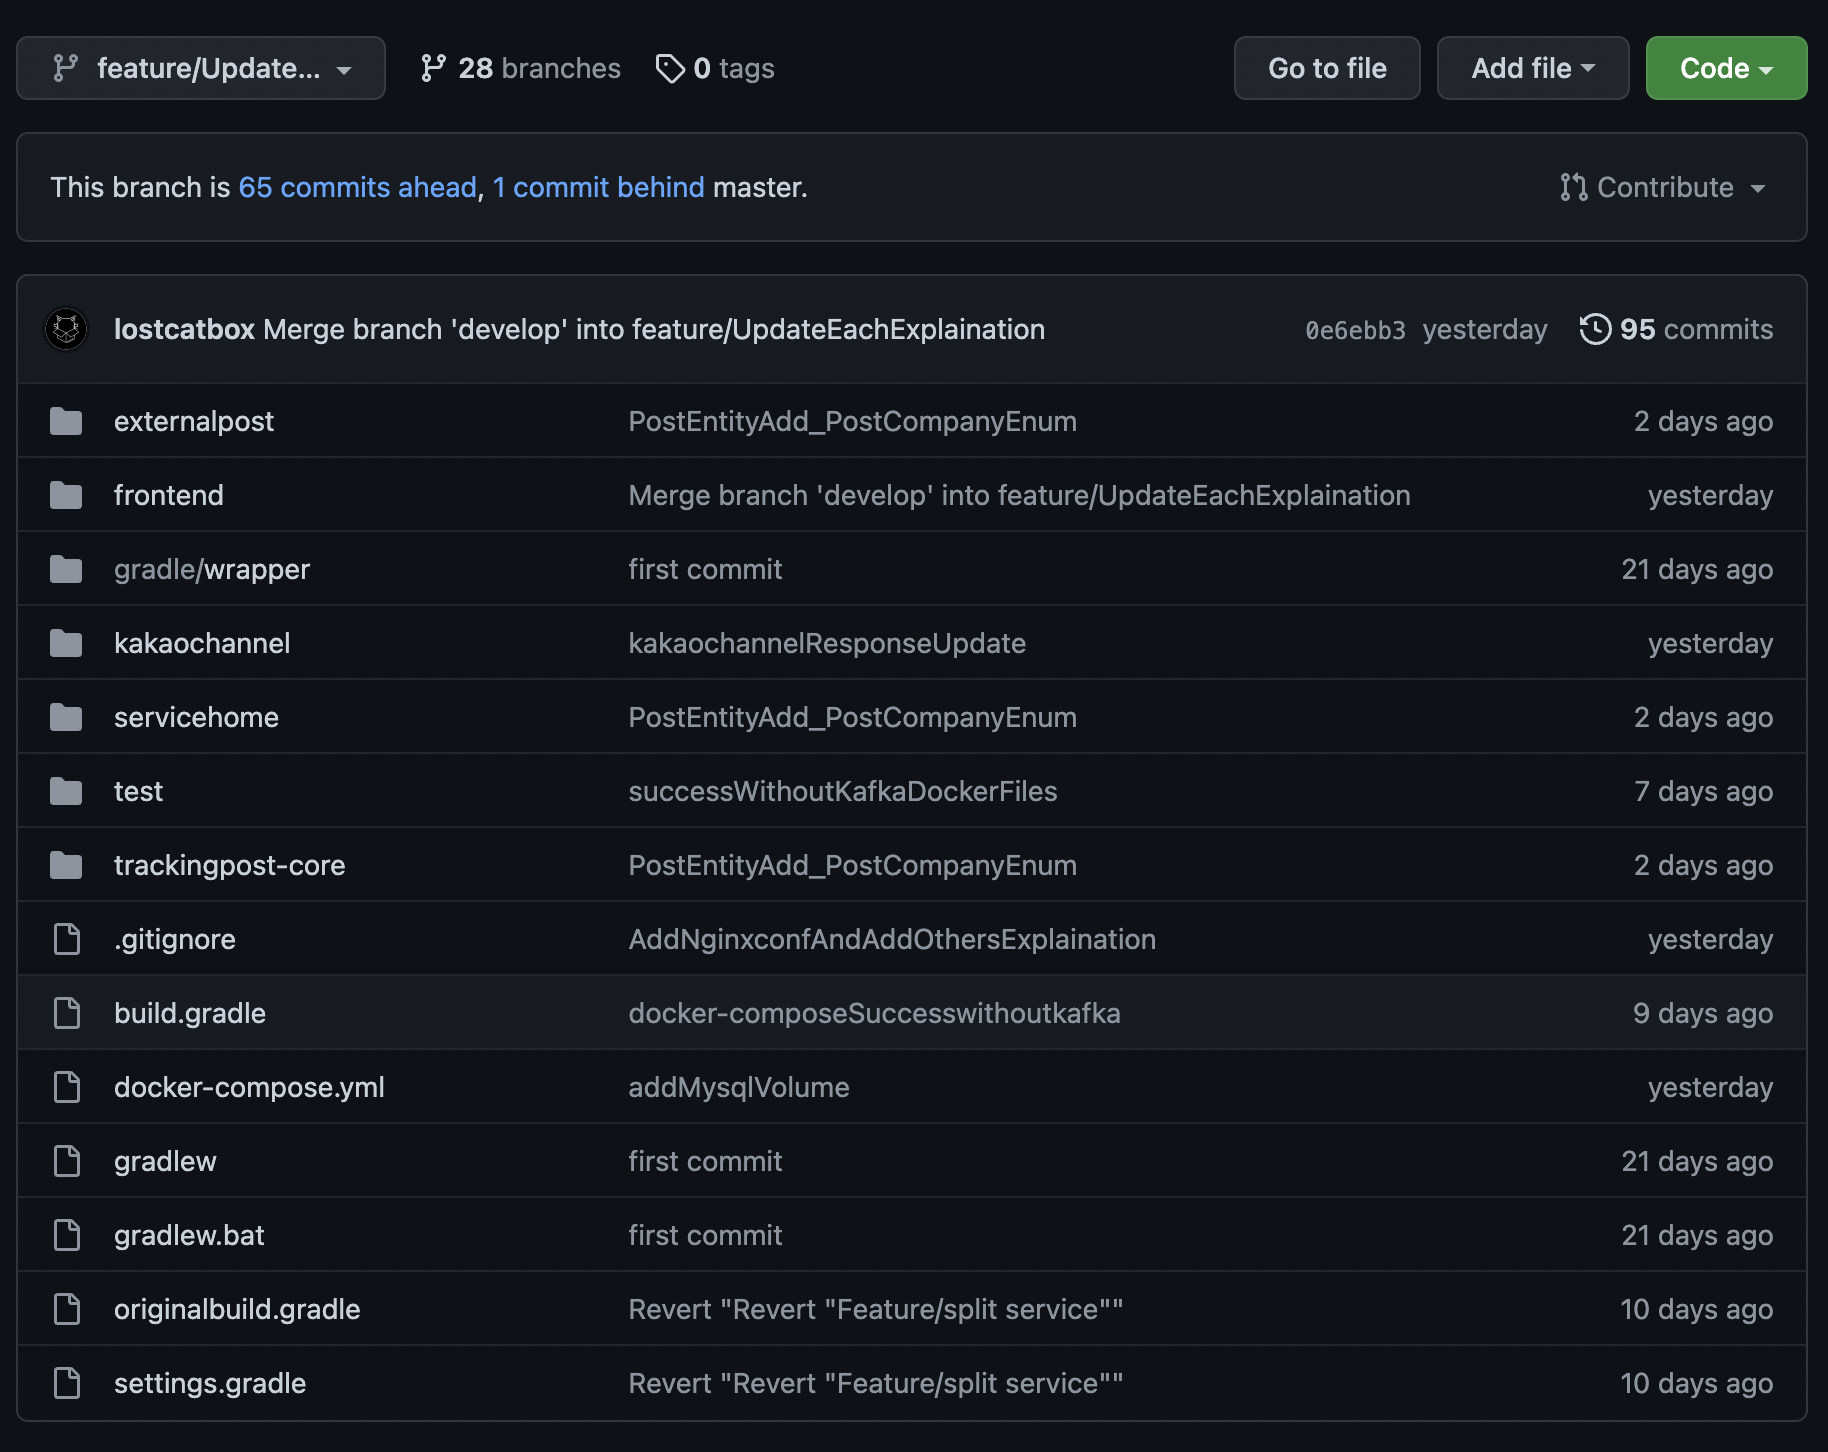 feature/Update... 28 branches 0 tags Go to file Add file Code
This branch is 65 commits ahead, 1 commit behind master. Contribute
lostcatbox Merge branch 'develop' into feature/UpdateEachExplaination 0e6ebb3 yesterday 95 commits
externalpost PostEntityAdd_PostCompanyEnum 2 days ago
frontend Merge branch 'develop' into feature/UpdateEachExplaination yesterday
gradle/wrapper first commit 21 days ago
kakaochannel kakaochannelResponseUpdate yesterday
servicehome PostEntityAdd_PostCompanyEnum 2 days ago
test successWithoutKafkaDockerFiles 7 days ago
trackingpost-core PostEntityAdd_PostCompanyEnum 2 days ago
.gitignore AddNginxconfAndAddOthersExplaination yesterday
build.gradle docker-composeSuccesswithoutkafka 9 days ago
docker-compose.yml addMysqlVolume yesterday
gradlew first commit 21 days ago
gradlew.bat first commit 21 days ago
originalbuild.gradle Revert "Revert "Feature/split service"" 10 days ago
settings.gradle Revert "Revert "Feature/split service"" 10 days ago